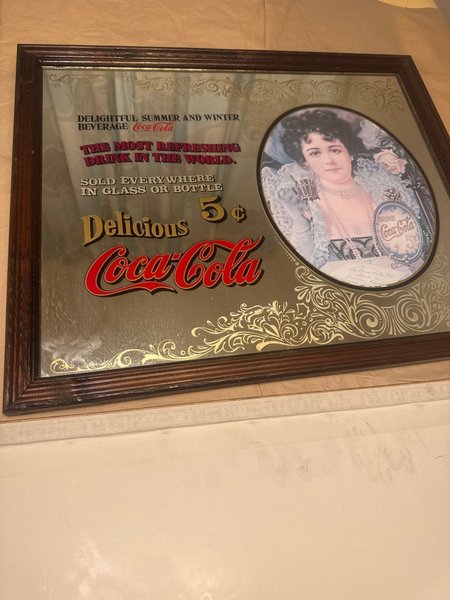 DELIGHTFUL SUMMER AND WINTER
BEVERAGE Coca-Cola
THE MOST REFRESHING
DRINK IN THE WORLD.
SOLD EVERYWHERE
IN GLASS OR BOTTLE
5¢
Delicious
Coca-Cola
Coca-Cola